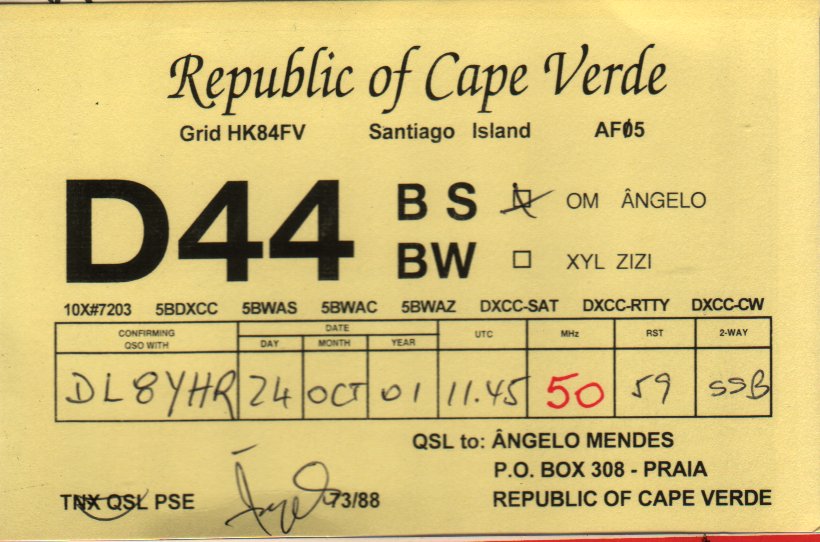 Republic of Cape Verde
Grid HK84FV Santiago Island AF05
D44 BS OM ÂNGELO
BW XYL ZIZI
10X#7203 5BDXCC 5BWAS 5BWAC 5BWAZ DXCC-SAT DXCC-RTTY DXCC-CW
CONFIRMING QSO WITH DATE DAY MONTH YEAR UTC MHz RST 2-WAY
DL8YHR 24 OCT 01 11.45 50 59 SSB
QSL to: ÂNGELO MENDES
P.O. BOX 308 - PRAIA
TNX QSL PSE 73/88 REPUBLIC OF CAPE VERDE